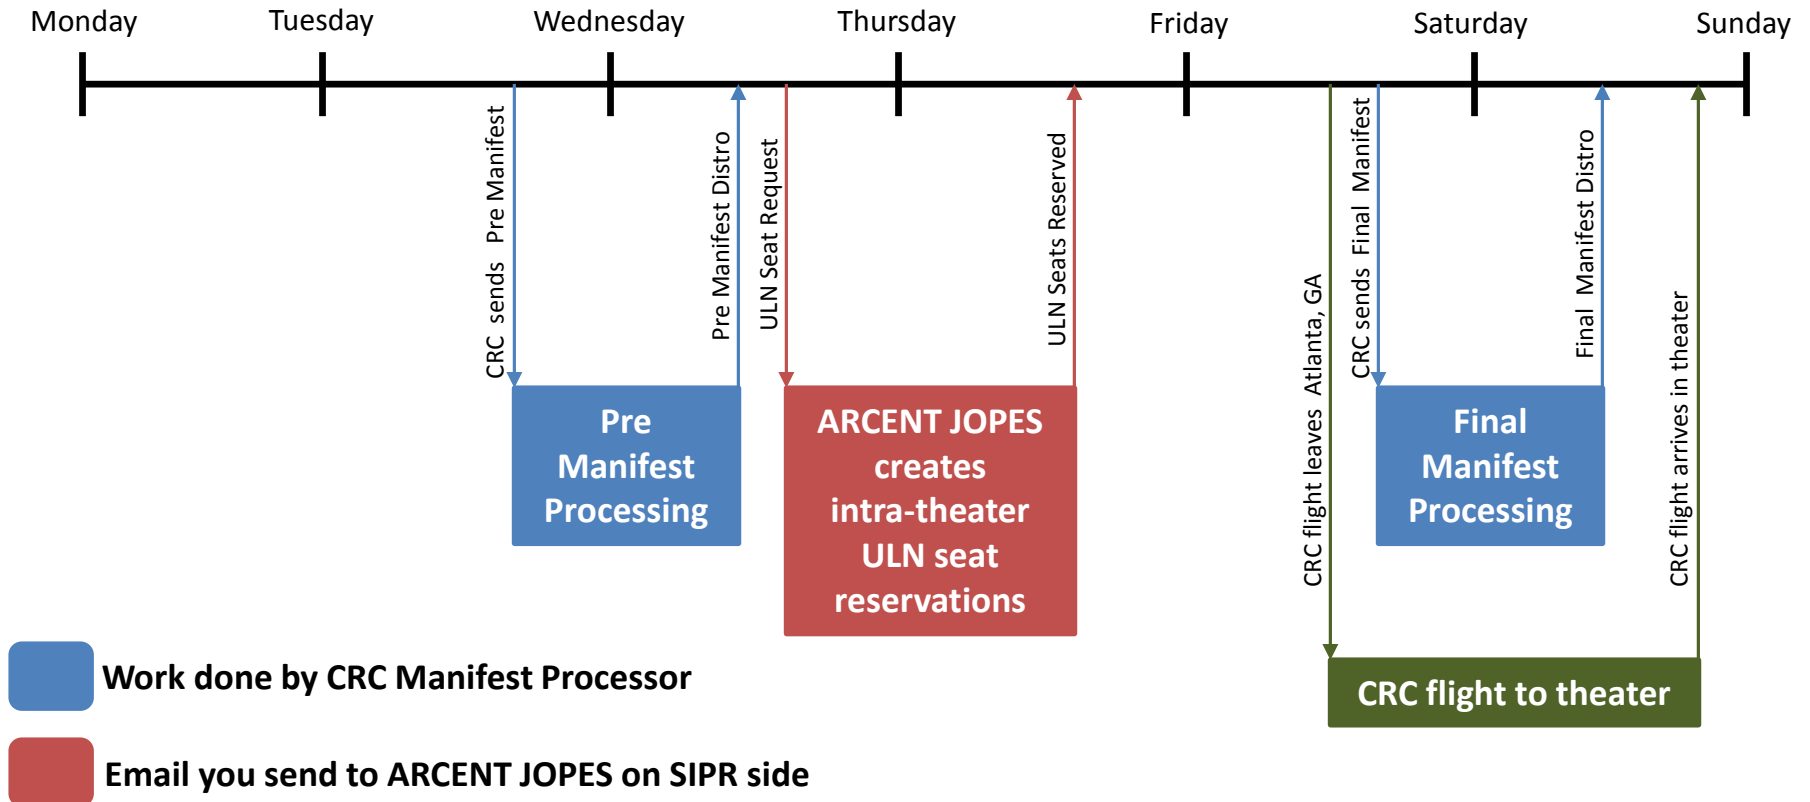 Monday
Tuesday
Wednesday
Thursday
Friday
Saturday
Sunday
CRC sends Pre Manifest
Pre Manifest Distro
ULN Seat Request
ULN Seats Reserved
CRC flight leaves Atlanta, GA
CRC sends Final Manifest
Final Manifest Distro
CRC flight arrives in theater
Pre
Manifest
Processing
ARCENT JOPES
creates
intra-theater
ULN seat
reservations
Final
Manifest
Processing
CRC flight to theater
Work done by CRC Manifest Processor
Email you send to ARCENT JOPES on SIPR side